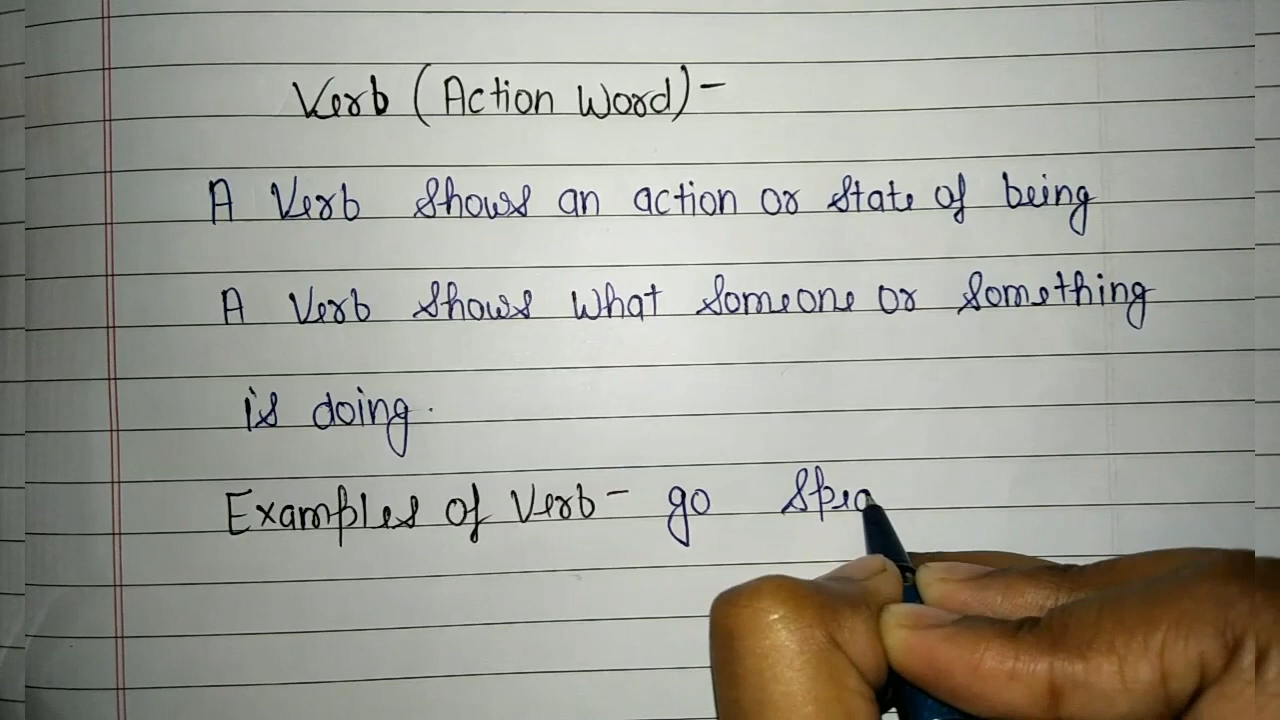 Verb (Action Word)-
A Verb shows an action or state of being
A Verb shows what someone or something
is doing.
Examples of Verb- go Spea